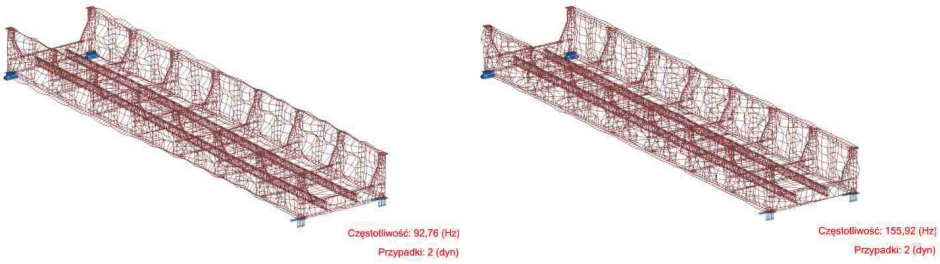 Częstotliwość: 92,76 (Hz)
Przypadki: 2 (dyn)
Częstotliwość: 155,92 (Hz)
Przypadki: 2 (dyn)